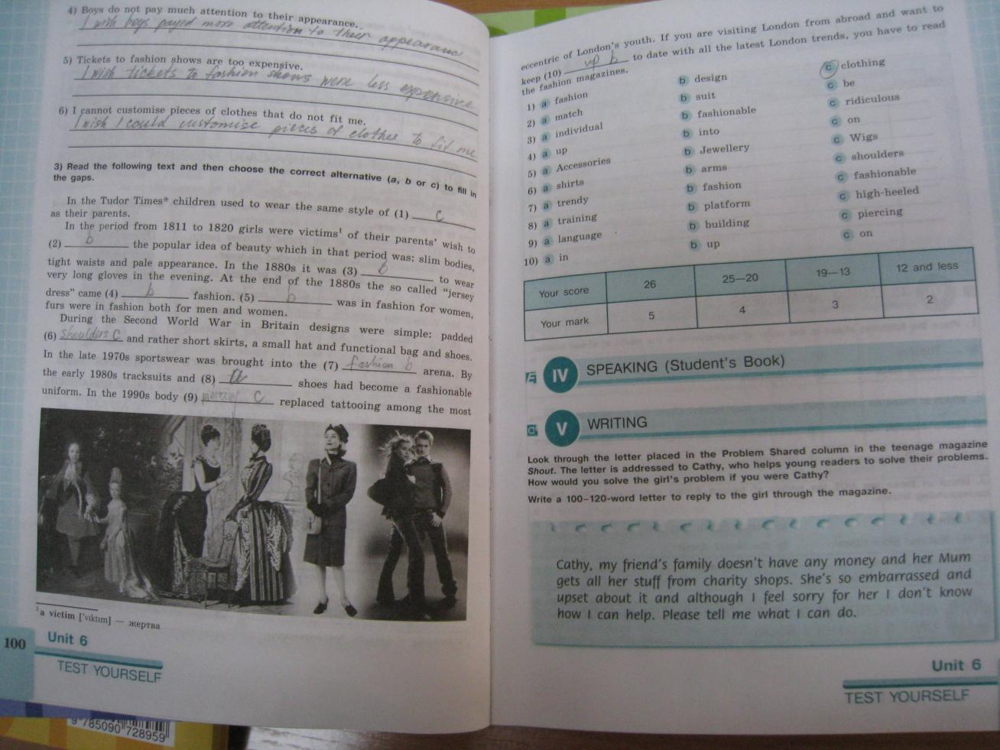 4) Boys do not pay much attention to their appearance.
I wish boys payed more attention to their appearanc
5) Tickets to fashion shows are too expensive.
I wish tickets to fashion shows were less expensive
6) I cannot customise pieces of clothes that do not fit me.
I wish I could customise pieces of clothes to fit me
3) Read the following text and then choose the correct alternative (a, b or c) to fill in
the gaps.
In the Tudor Times* children used to wear the same style of (1) c
as their parents.
In the period from 1811 to 1820 girls were victims¹ of their parents' wish to
(2) b the popular idea of beauty which in that period was: slim bodies,
tight waists and pale appearance. In the 1880s it was (3) b to wear
very long gloves in the evening. At the end of the 1880s the so called "jersey
dress" came (4) b fashion. (5) b was in fashion for women,
furs were in fashion both for men and women.
During the Second World War in Britain designs were simple: padded
(6) shoulders c and rather short skirts, a small hat and functional bag and shoes.
In the late 1970s sportswear was brought into the (7) fashion b arena. By
the early 1980s tracksuits and (8) a shoes had become a fashionable
uniform. In the 1990s body (9) c replaced tattooing among the most
¹a victim ['vıktım] — жертва
100
Unit 6
TEST YOURSELF
9 785090 728959
eccentric of London's youth. If you are visiting London from abroad and want to
keep (10) up b to date with all the latest London trends, you have to read
the fashion magazines.
1) a fashion b design c clothing
2) a match b suit c be
3) a individual b fashionable c ridiculous
4) a up b into c on
5) a Accessories b Jewellery c Wigs
6) a shirts b arms c shoulders
7) a trendy b fashion c fashionable
8) a training b platform c high-heeled
9) a language b building c piercing
10) a in b up c on
Your score 26 25—20 19—13 12 and less
Your mark 5 4 3 2
IV SPEAKING (Student's Book)
V WRITING
Look through the letter placed in the Problem Shared column in the teenage magazine
Shout. The letter is addressed to Cathy, who helps young readers to solve their problems.
How would you solve the girl's problem if you were Cathy?
Write a 100–120-word letter to reply to the girl through the magazine.
Cathy, my friend's family doesn't have any money and her Mum
gets all her stuff from charity shops. She's so embarrassed and
upset about it and although I feel sorry for her I don't know
how I can help. Please tell me what I can do.
Unit 6
TEST YOURSELF